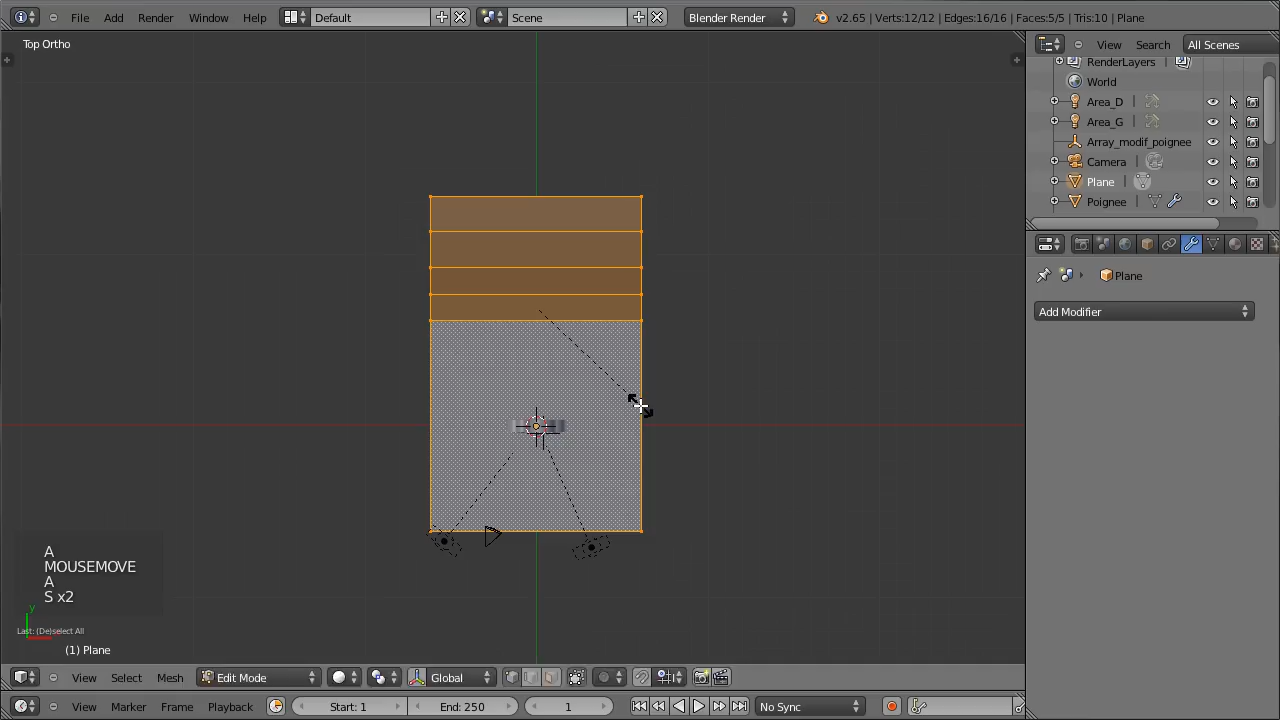 File Add Render Window Help Default Scene Blender Render v2.65 | Verts:12/12 | Edges:16/16 | Faces:5/5 | Tris:10 | Plane
Top Ortho
View Search All Scenes
RenderLayers
World
Area_D
Area_G
Array_modif_poignee
Camera
Plane
Poignee
Plane
Add Modifier
A
MOUSEMOVE
A
S x2
y
Last: (De)select All
(1) Plane
View Select Mesh Edit Mode Global
View Marker Frame Playback Start: 1 End: 250 1 No Sync